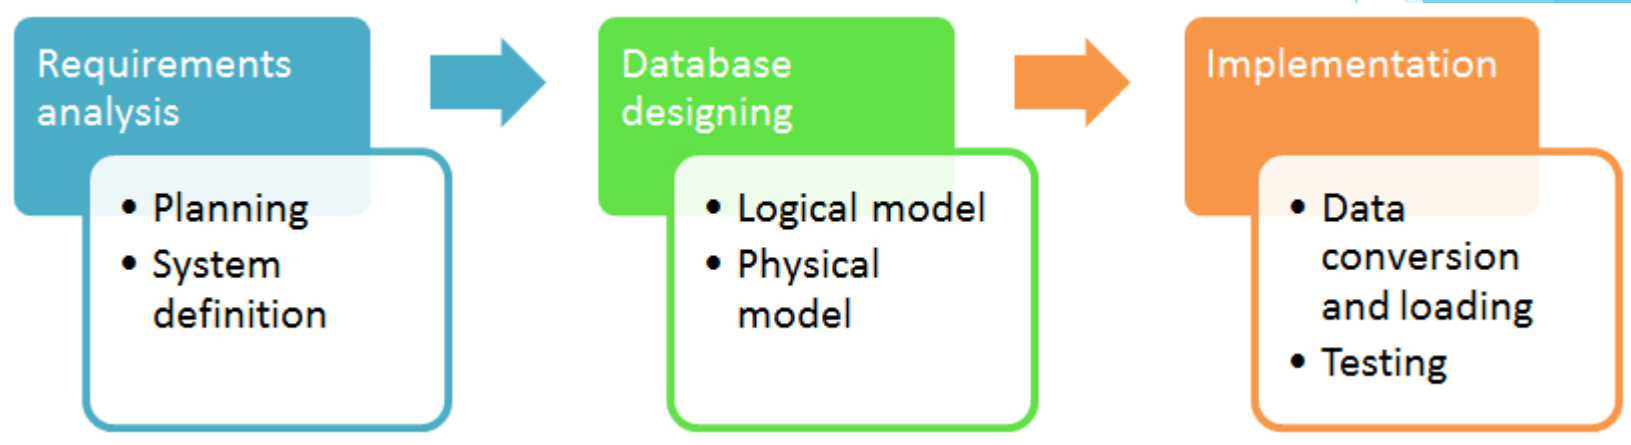 Requirements
analysis
• Planning
• System
definition
Database
designing
• Logical model
• Physical
model
Implementation
• Data
conversion
and loading
• Testing